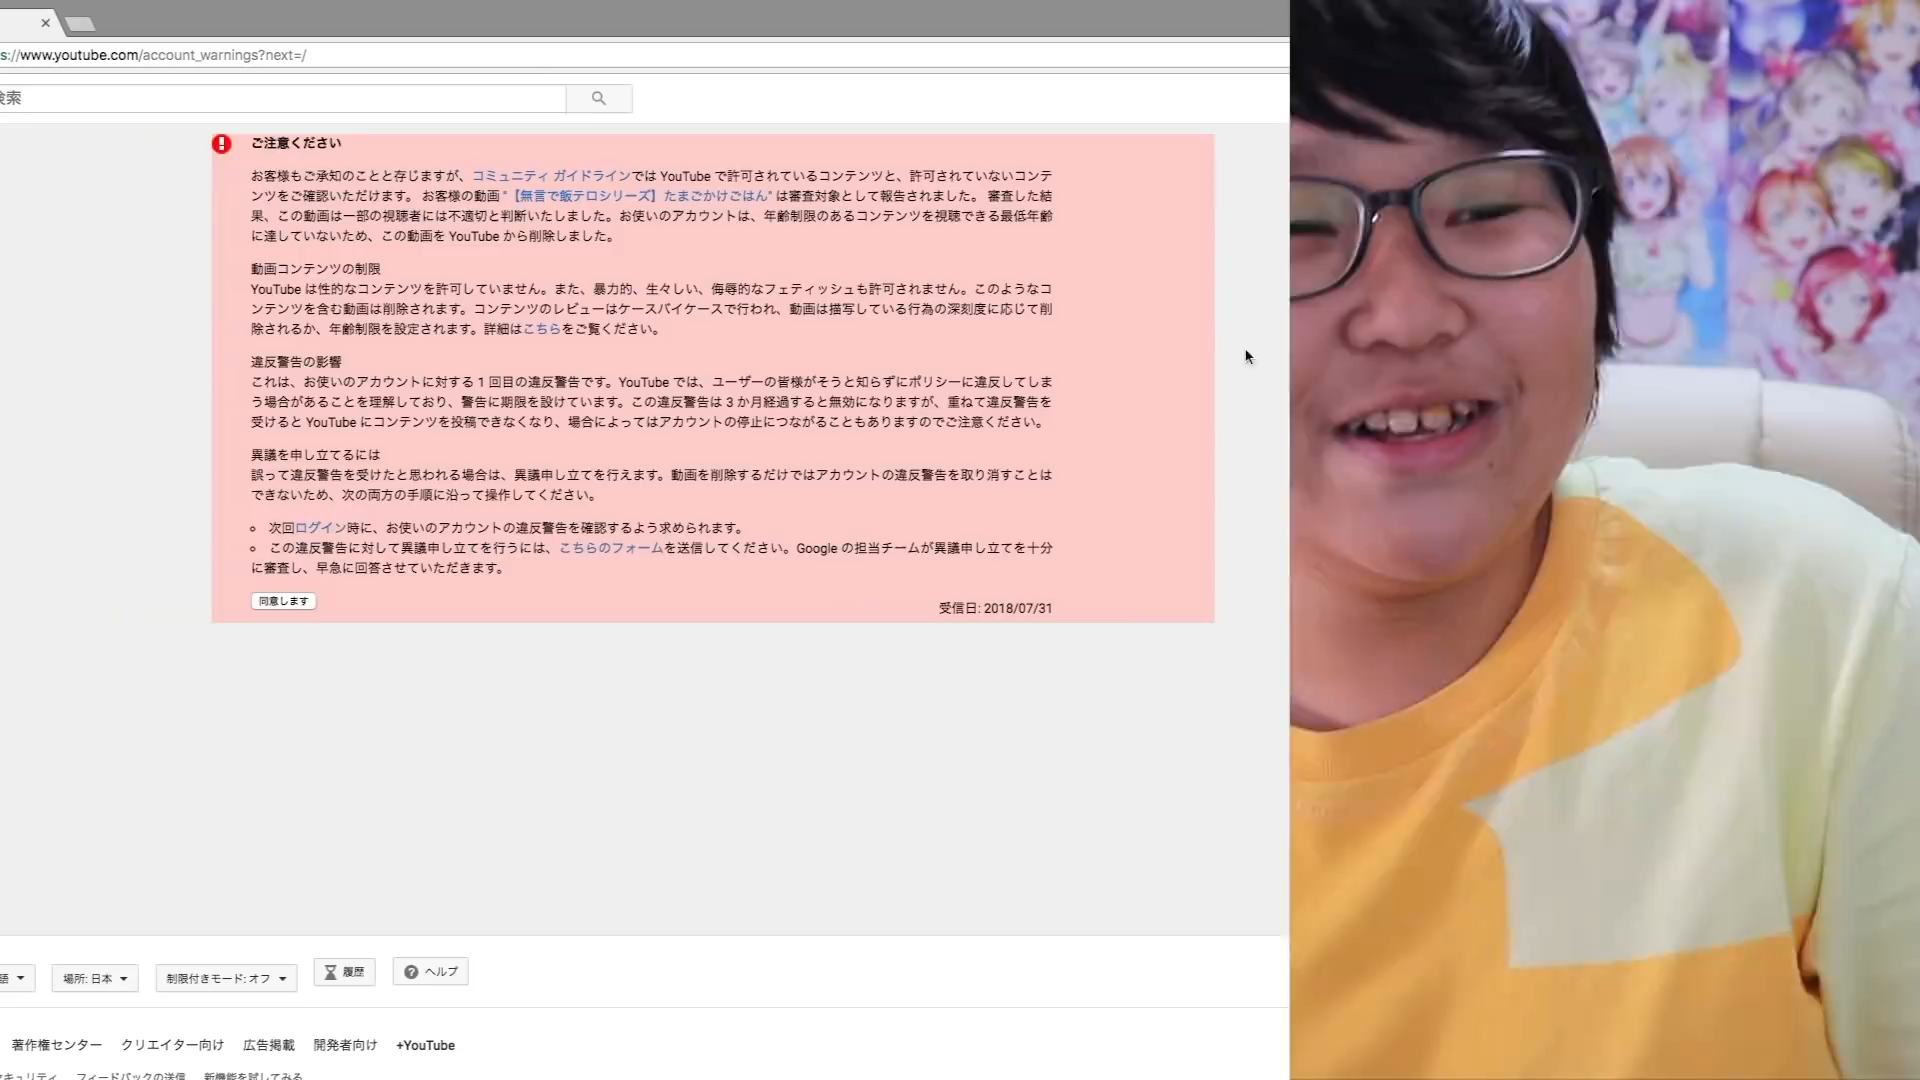 s://www.youtube.com/account_warnings?next=/
検索
ご注意ください
お客様もご承知のことと存じますが、コミュニティ ガイドラインでは YouTube で許可されているコンテンツと、許可されていないコンテ
ンツをご確認いただけます。 お客様の動画 "【無言で飯テロシリーズ】たまごかけごはん" は審査対象として報告されました。 審査した結
果、この動画は一部の視聴者には不適切と判断いたしました。お使いのアカウントは、年齢制限のあるコンテンツを視聴できる最低年齢
に達していないため、この動画を YouTube から削除しました。
動画コンテンツの制限
YouTube は性的なコンテンツを許可していません。また、暴力的、生々しい、侮辱的なフェティッシュも許可されません。このようなコ
ンテンツを含む動画は削除されます。コンテンツのレビューはケースバイケースで行われ、動画は描写している行為の深刻度に応じて削
除されるか、年齢制限を設定されます。詳細はこちらをご覧ください。
違反警告の影響
これは、お使いのアカウントに対する 1 回目の違反警告です。YouTube では、ユーザーの皆様がそうと知らずにポリシーに違反してしま
う場合があることを理解しており、警告に期限を設けています。この違反警告は 3 か月経過すると無効になりますが、重ねて違反警告を
受けると YouTube にコンテンツを投稿できなくなり、場合によってはアカウントの停止につながることもありますのでご注意ください。
異議を申し立てるには
誤って違反警告を受けたと思われる場合は、異議申し立てを行えます。動画を削除するだけではアカウントの違反警告を取り消すことは
できないため、次の両方の手順に沿って操作してください。
次回ログイン時に、お使いのアカウントの違反警告を確認するよう求められます。
この違反警告に対して異議申し立てを行うには、こちらのフォームを送信してください。Google の担当チームが異議申し立てを十分
に審査し、早急に回答させていただきます。
同意します
受信日: 2018/07/31
語 場所: 日本 制限付きモード: オフ 履歴 ヘルプ
著作権センター クリエイター向け 広告掲載 開発者向け +YouTube
キュリティ フィードバックの送信 新機能を試してみる